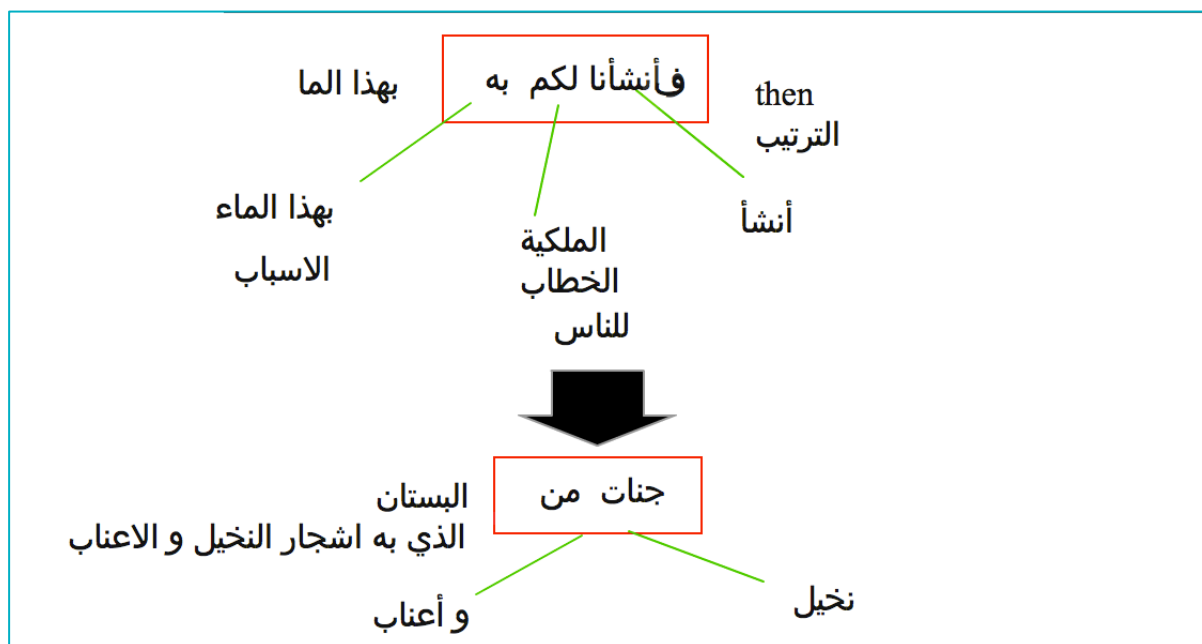 فأنشأنا لكم به
بهذا الما
then
الترتيب
أنشأ
بهذا الماء
الاسباب
الملكية
الخطاب
للناس
جنات من
البستان
الذي به اشجار النخيل و الاعناب
نخيل
و أعناب